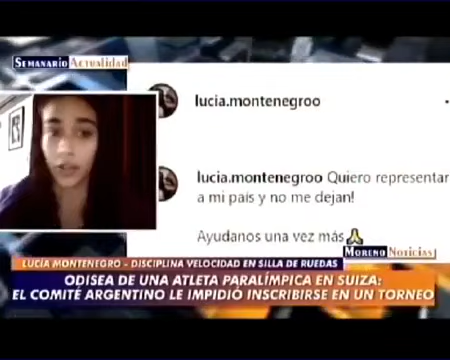 SEMANARIO ACTUALIDAD
lucia.montenegroo
lucia.montenegroo Quiero representar
a mi país y no me dejan!
Ayudanos una vez más🙏
MORENO NOTICIAS
LUCÍA MONTENEGRO - DISCIPLINA VELOCIDAD EN SILLA DE RUEDAS
ODISEA DE UNA ATLETA PARALÍMPICA EN SUIZA:
EL COMITÉ ARGENTINO LE IMPIDIÓ INSCRIBIRSE EN UN TORNEO